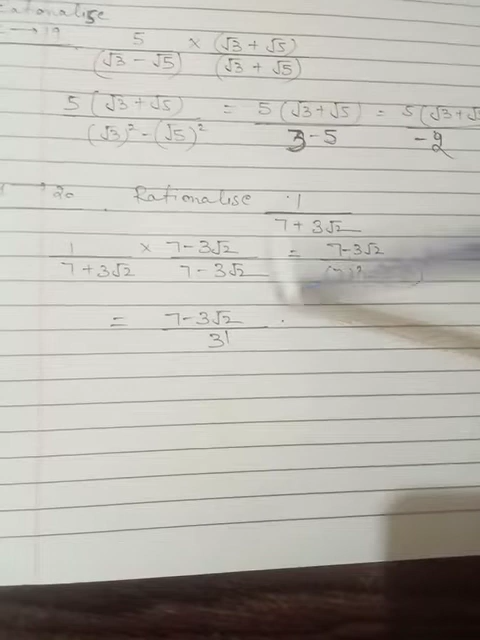 Rationalise
→ 19
5 / (√3 - √5) × (√3 + √5) / (√3 + √5)
5 (√3 + √5) / (√3)² - (√5)² = 5 (√3 + √5) / 3 - 5 = 5 (√3 + √5 / -2
→ 20 Rationalise 1 / 7 + 3√2
1 / 7 + 3√2 × 7 - 3√2 / 7 - 3√2 = 7 - 3√2
= 7 - 3√2 / 31